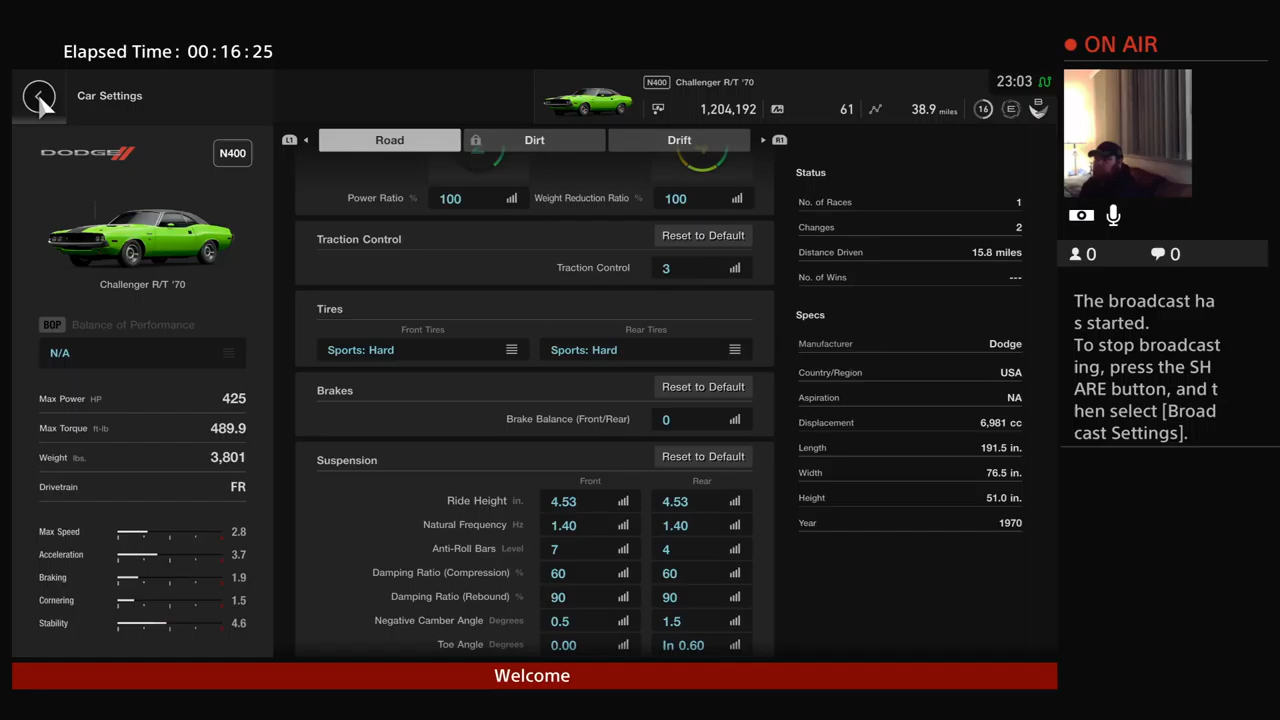 Elapsed Time: 00:16:25
ON AIR
Car Settings
N400 Challenger R/T '70
1,204,192 61 38.9 miles
23:03
16 E B
DODGE
N400
Challenger R/T '70
BOP Balance of Performance
N/A
Max Power HP 425
Max Torque ft-lb 489.9
Weight lbs. 3,801
Drivetrain FR
Max Speed 2.8
Acceleration 3.7
Braking 1.9
Cornering 1.5
Stability 4.6
L1 Road Dirt Drift R1
Power Ratio % 100 Weight Reduction Ratio % 100
Traction Control Reset to Default
Traction Control 3
Tires
Front Tires Rear Tires
Sports: Hard Sports: Hard
Brakes Reset to Default
Brake Balance (Front/Rear) 0
Suspension Reset to Default
Front Rear
Ride Height in. 4.53 4.53
Natural Frequency Hz 1.40 1.40
Anti-Roll Bars Level 7 4
Damping Ratio (Compression) % 60 60
Damping Ratio (Rebound) % 90 90
Negative Camber Angle Degrees 0.5 1.5
Toe Angle Degrees 0.00 In 0.60
Status
No. of Races 1
Changes 2
Distance Driven 15.8 miles
No. of Wins ---
Specs
Manufacturer Dodge
Country/Region USA
Aspiration NA
Displacement 6,981 cc
Length 191.5 in.
Width 76.5 in.
Height 51.0 in.
Year 1970
0 0
The broadcast ha
s started.
To stop broadcast
ing, press the SH
ARE button, and t
hen select [Broad
cast Settings].
Welcome